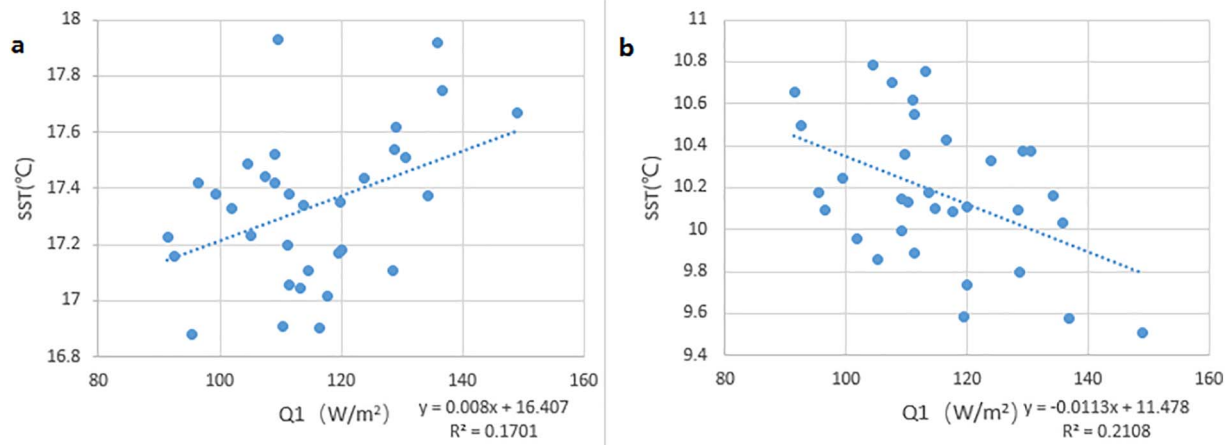 a
SST(℃)
18
17.8
17.6
17.4
17.2
17
16.8
80 100 120 140 160
Q1 （W/m²） y = 0.008x + 16.407
R² = 0.1701
b
SST(℃)
11
10.8
10.6
10.4
10.2
10
9.8
9.6
9.4
80 100 120 140 160
Q1 （W/m²） y = -0.0113x + 11.478
R² = 0.2108